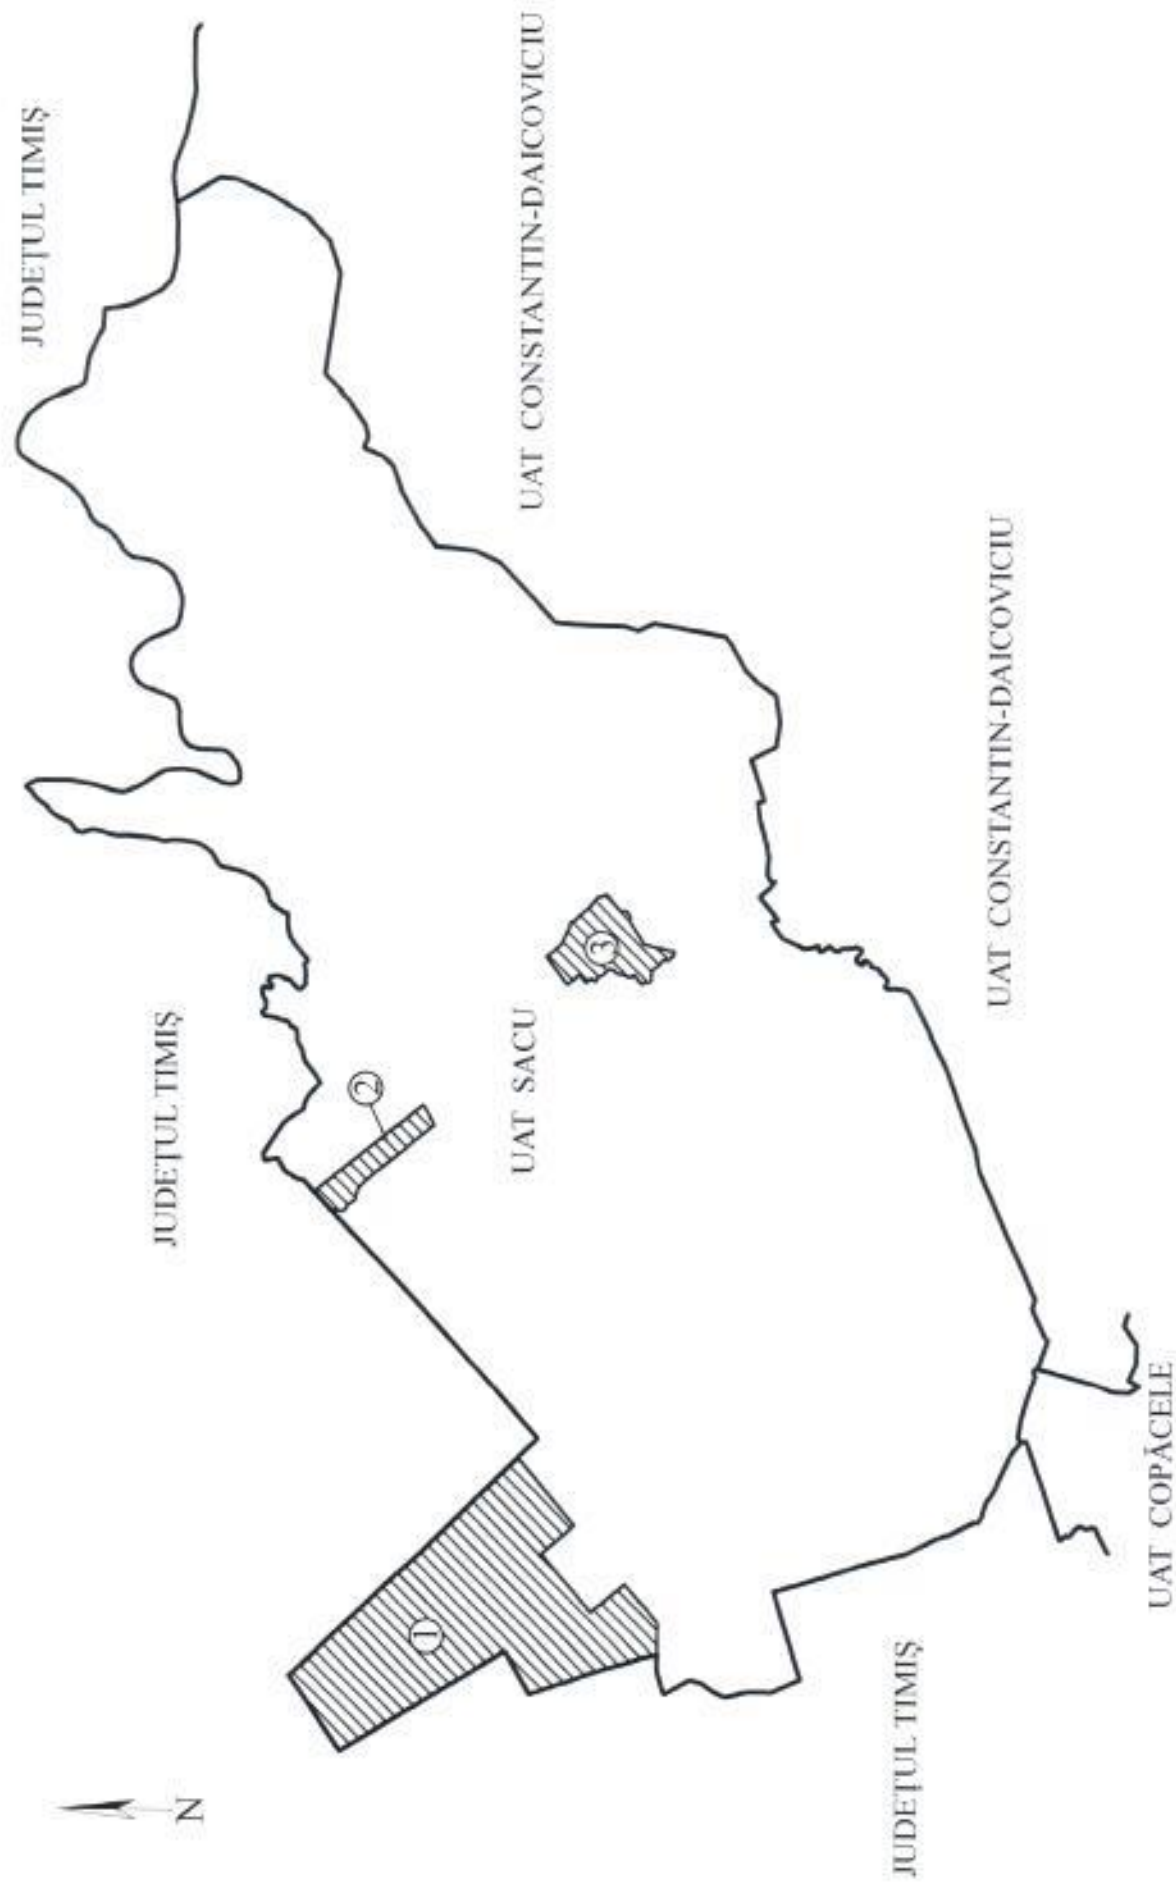 JUDEȚUL TIMIȘ
JUDEȚUL TIMIȘ
N
2
1
UAT SACU
UAT CONSTANTIN-DAICOVICIU
3
JUDEȚUL TIMIȘ
UAT CONSTANTIN-DAICOVICIU
UAT COPĂCELE